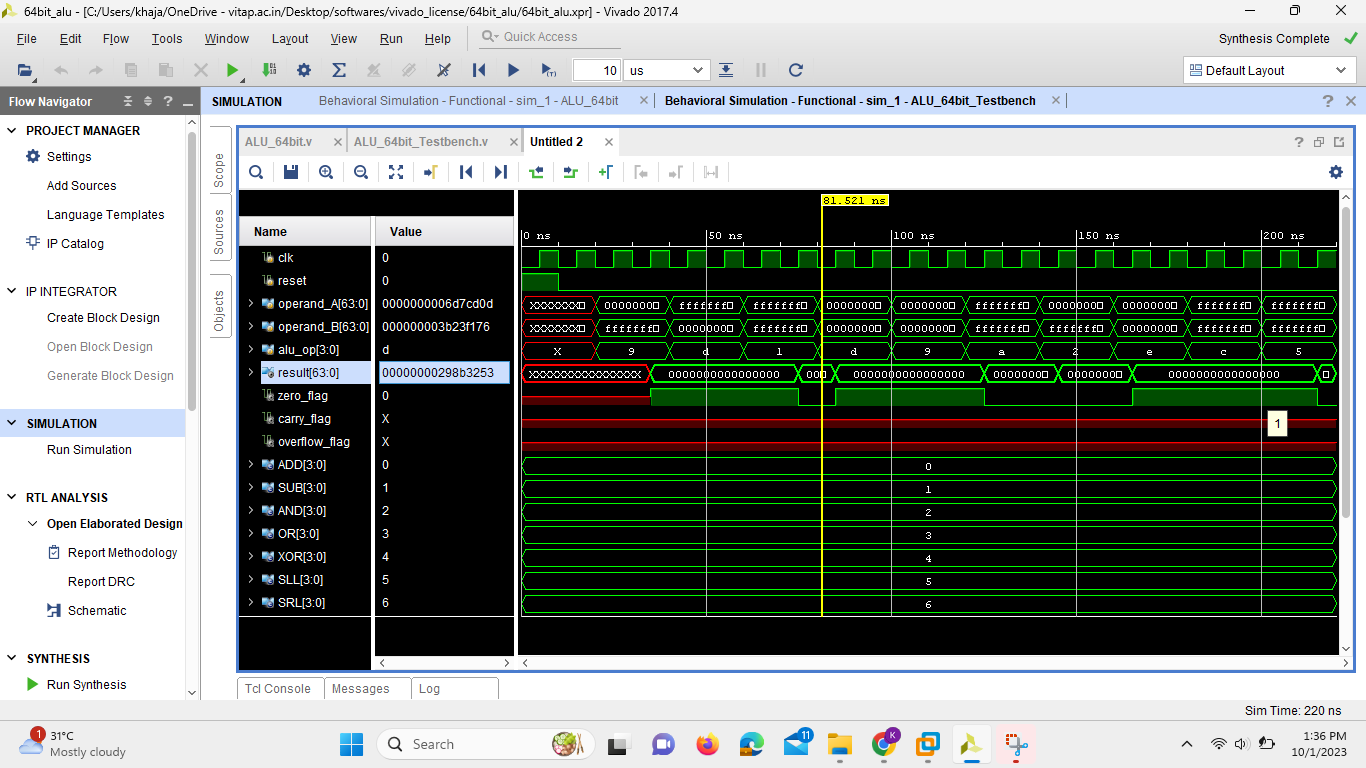 64bit_alu - [C:/Users/khaja/OneDrive - vitap.ac.in/Desktop/softwares/vivado_license/64bit_alu/64bit_alu.xpr] - Vivado 2017.4
File Edit Flow Tools Window Layout View Run Help Quick Access Synthesis Complete
10 us Default Layout
Flow Navigator
SIMULATION Behavioral Simulation - Functional - sim_1 - ALU_64bit Behavioral Simulation - Functional - sim_1 - ALU_64bit_Testbench
PROJECT MANAGER
Settings
Add Sources
Language Templates
IP Catalog
IP INTEGRATOR
Create Block Design
Open Block Design
Generate Block Design
SIMULATION
Run Simulation
RTL ANALYSIS
Open Elaborated Design
Report Methodology
Report DRC
Schematic
SYNTHESIS
Run Synthesis
Scope
Sources
Objects
ALU_64bit.v ALU_64bit_Testbench.v Untitled 2
81.521 ns
Name Value 0 ns 50 ns 100 ns 150 ns 200 ns
clk 0
reset 0
operand_A[63:0] 0000000006d7cd0d XXXXXXX 0000000 fffffff fffffff 0000000 0000000 fffffff 0000000 0000000 fffffff fffffff
operand_B[63:0] 000000003b23f176 XXXXXXX fffffff 0000000 fffffff 0000000 0000000 fffffff fffffff 0000000 fffffff fffffff
alu_op[3:0] d X 9 d 1 d 9 a 2 e c 5
result[63:0] 00000000298b3253 XXXXXXXXXXXXXXXX 0000000000000000 000 0000000000000000 0000000 0000000 0000000000000000
zero_flag 0
carry_flag X
1
overflow_flag X
ADD[3:0] 0 0
SUB[3:0] 1 1
AND[3:0] 2 2
OR[3:0] 3 3
XOR[3:0] 4 4
SLL[3:0] 5 5
SRL[3:0] 6 6
Tcl Console Messages Log
Sim Time: 220 ns
1
31°C
Mostly cloudy
Search
11
K
1:36 PM
10/1/2023